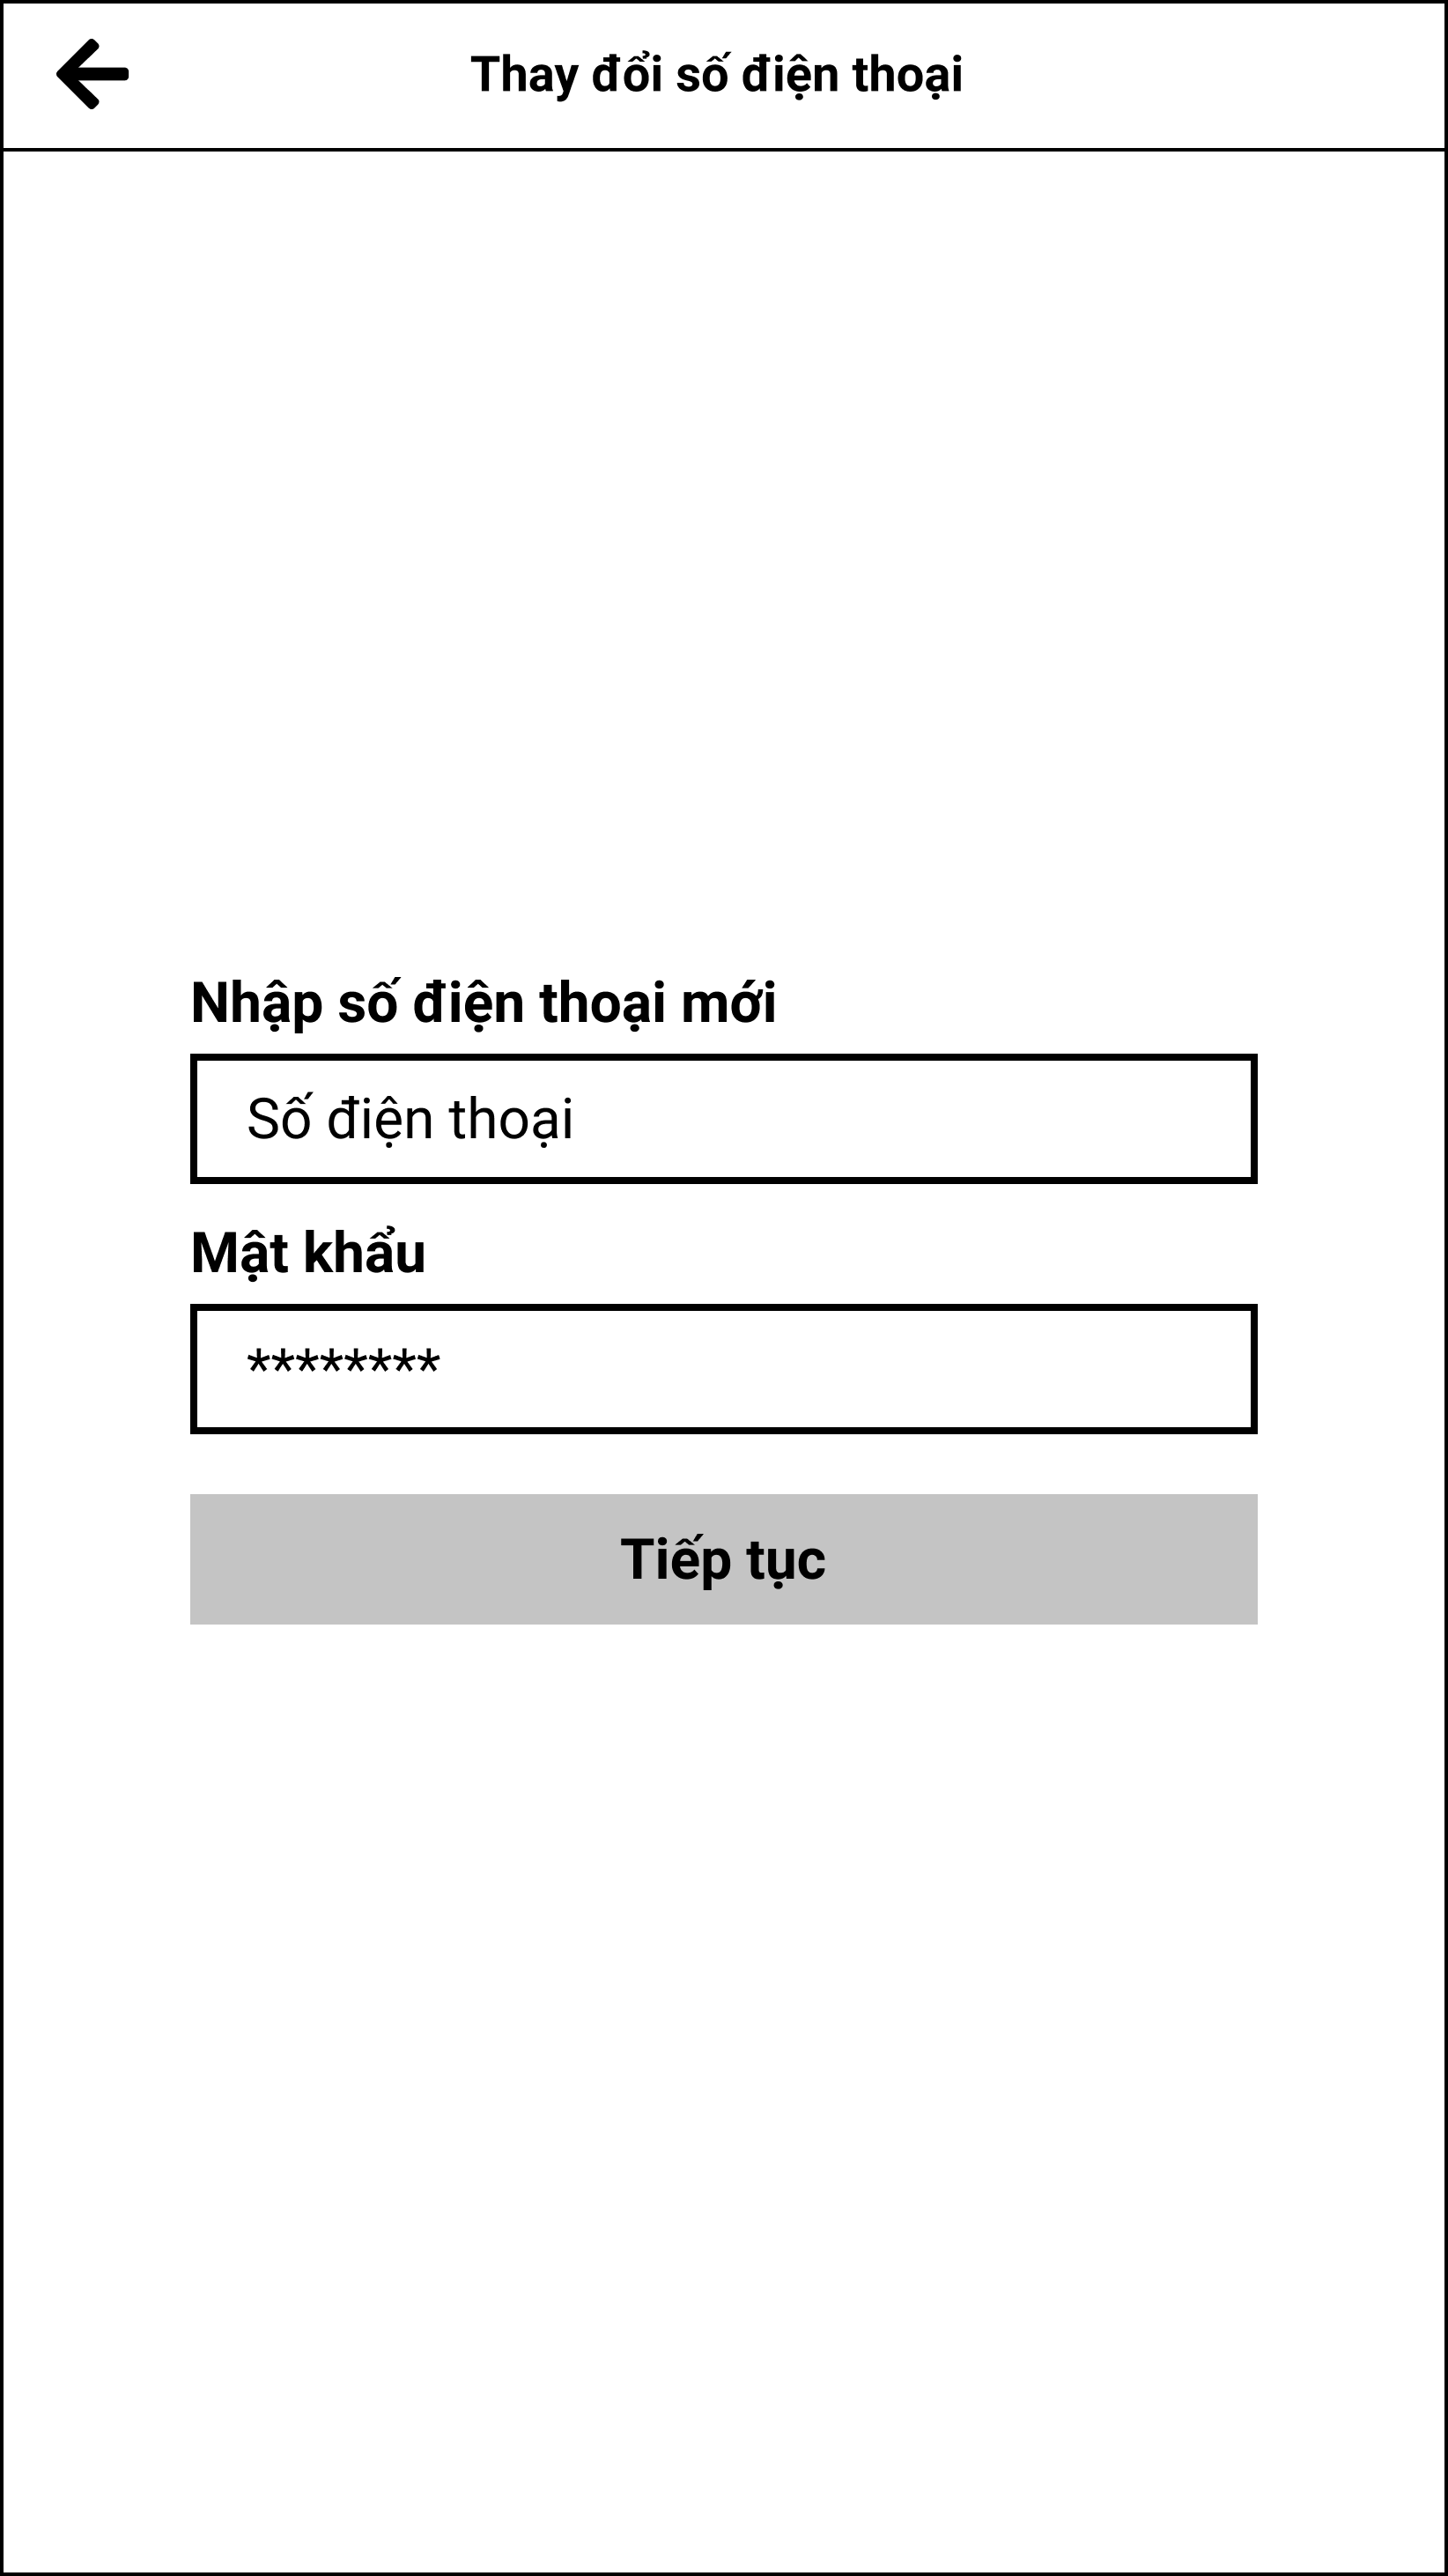 Thay đổi số điện thoại
Nhập số điện thoại mới
Số điện thoại
Mật khẩu
********
Tiếp tục